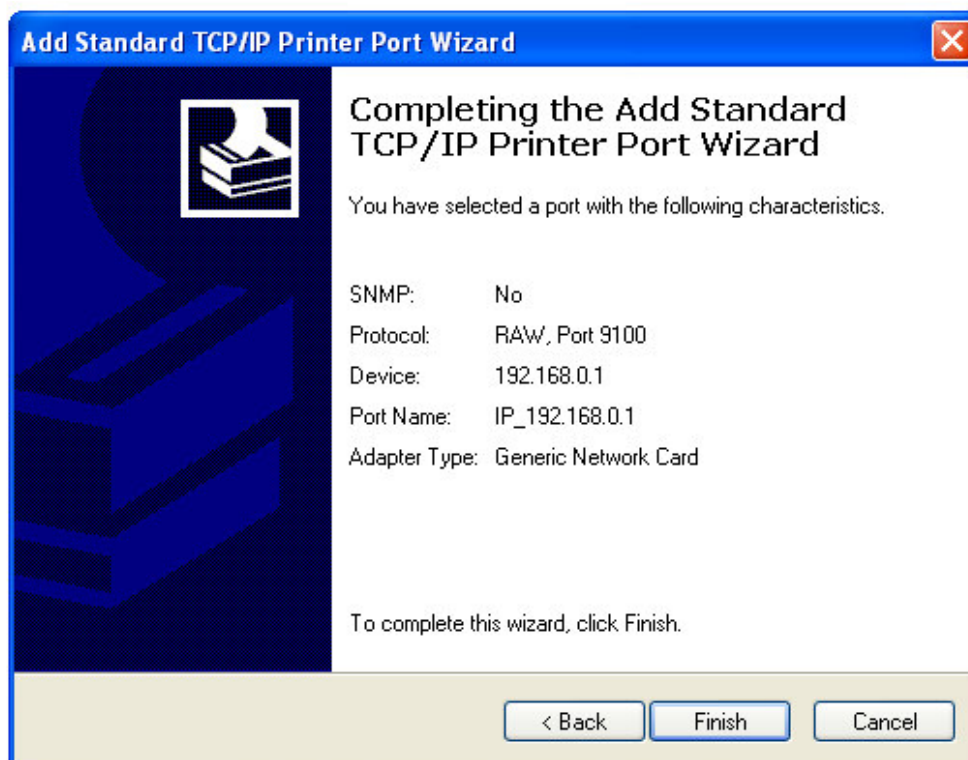 Add Standard TCP/IP Printer Port Wizard
Completing the Add Standard
TCP/IP Printer Port Wizard
You have selected a port with the following characteristics.
SNMP: No
Protocol: RAW, Port 9100
Device: 192.168.0.1
Port Name: IP_192.168.0.1
Adapter Type: Generic Network Card
To complete this wizard, click Finish.
< Back Finish Cancel